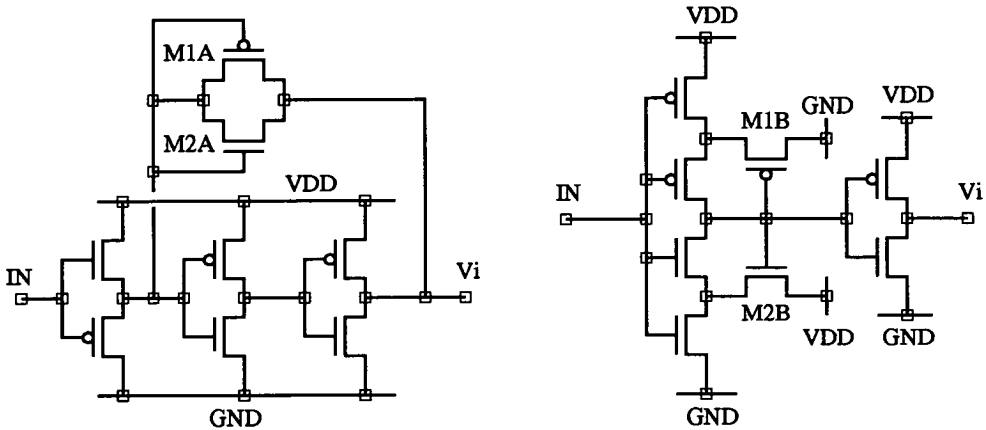 M1A
M2A
VDD
IN
Vi
GND
VDD
GND
M1B
VDD
IN
Vi
M2B
VDD
GND
GND